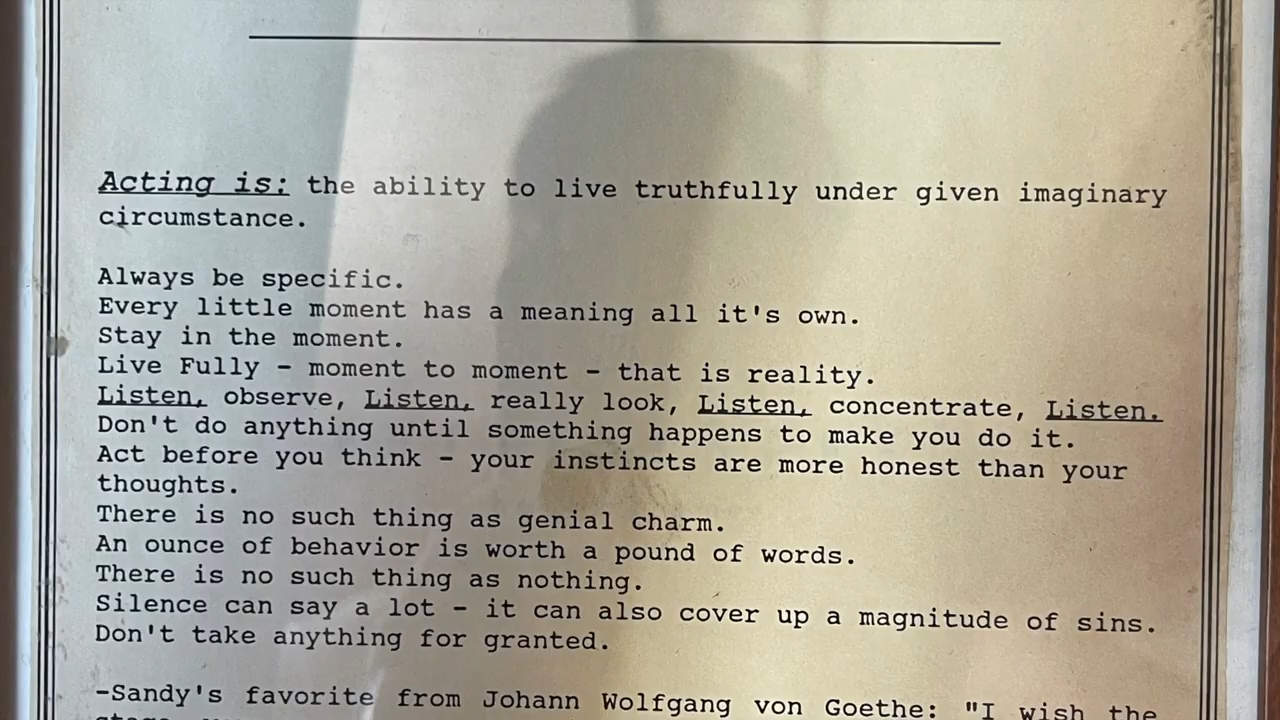 Acting is: the ability to live truthfully under given imaginary
circumstance.
Always be specific.
Every little moment has a meaning all it's own.
Stay in the moment.
Live Fully - moment to moment - that is reality.
Listen, observe, Listen, really look, Listen, concentrate, Listen.
Don't do anything until something happens to make you do it.
Act before you think - your instincts are more honest than your
thoughts.
There is no such thing as genial charm.
An ounce of behavior is worth a pound of words.
There is no such thing as nothing.
Silence can say a lot - it can also cover up a magnitude of sins.
Don't take anything for granted.
-Sandy's favorite from Johann Wolfgang von Goethe: "I wish the